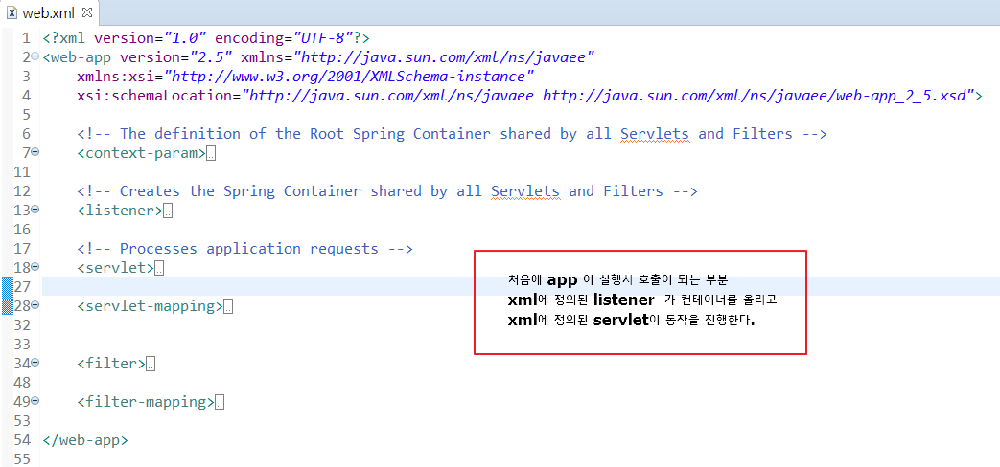 web.xml
1 <?xml version="1.0" encoding="UTF-8"?>
2 <web-app version="2.5" xmlns="http://java.sun.com/xml/ns/javaee"
3 xmlns:xsi="http://www.w3.org/2001/XMLSchema-instance"
4 xsi:schemaLocation="http://java.sun.com/xml/ns/javaee http://java.sun.com/xml/ns/javaee/web-app_2_5.xsd">
5
6 <!-- The definition of the Root Spring Container shared by all Servlets and Filters -->
7 <context-param>..
11
12 <!-- Creates the Spring Container shared by all Servlets and Filters -->
13 <listener>..
16
17 <!-- Processes application requests -->
18 <servlet>..
처음에 app 이 실행시 호출이 되는 부분
27
xml에 정의된 listener 가 컨테이너를 올리고
28 <servlet-mapping>..
xml에 정의된 servlet이 동작을 진행한다.
32
33
34 <filter>..
48
49 <filter-mapping>..
53
54 </web-app>
55